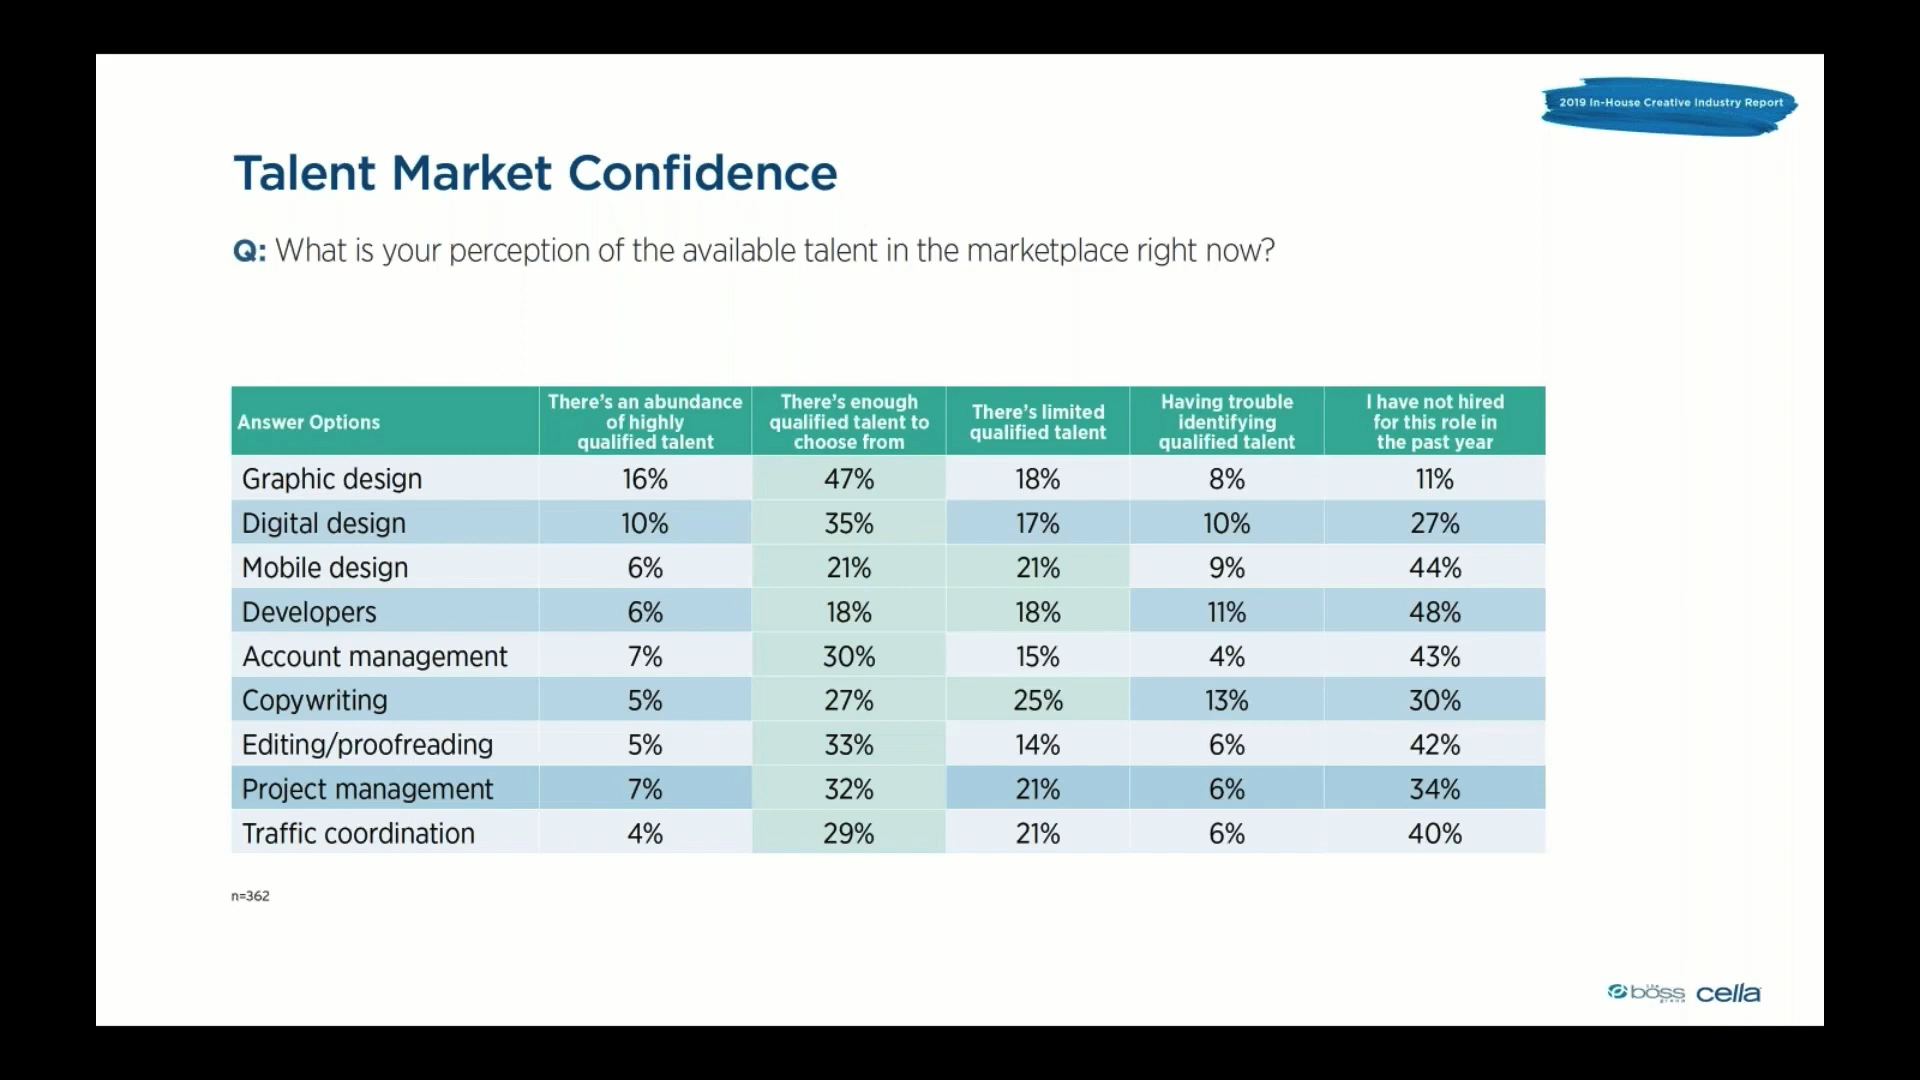 2019 In-House Creative Industry Report
Talent Market Confidence
Q: What is your perception of the available talent in the marketplace right now?
Answer Options There's an abundance of highly qualified talent There's enough qualified talent to choose from There's limited qualified talent Having trouble identifying qualified talent I have not hired for this role in the past year
Graphic design 16% 47% 18% 8% 11%
Digital design 10% 35% 17% 10% 27%
Mobile design 6% 21% 21% 9% 44%
Developers 6% 18% 18% 11% 48%
Account management 7% 30% 15% 4% 43%
Copywriting 5% 27% 25% 13% 30%
Editing/proofreading 5% 33% 14% 6% 42%
Project management 7% 32% 21% 6% 34%
Traffic coordination 4% 29% 21% 6% 40%
n=362
the boss group cella